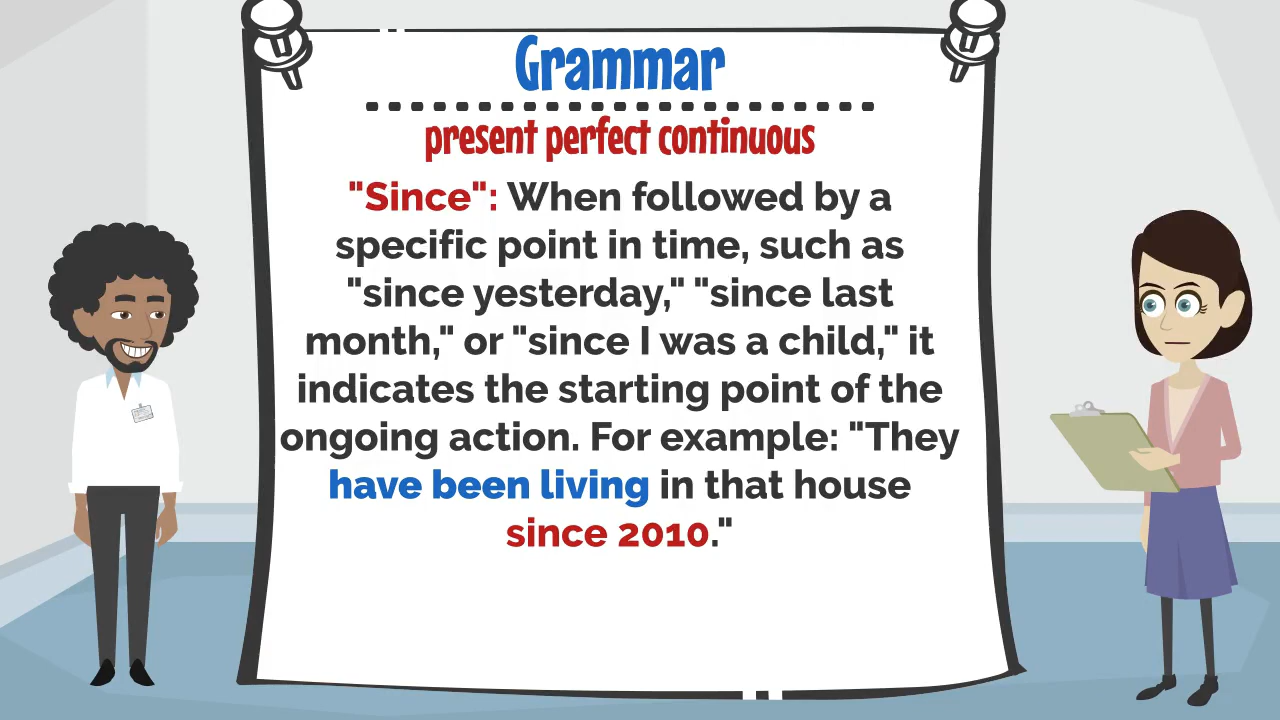 Grammar
present perfect continuous
"Since": When followed by a
specific point in time, such as
"since yesterday," "since last
month," or "since I was a child," it
indicates the starting point of the
ongoing action. For example: "They
have been living in that house
since 2010."